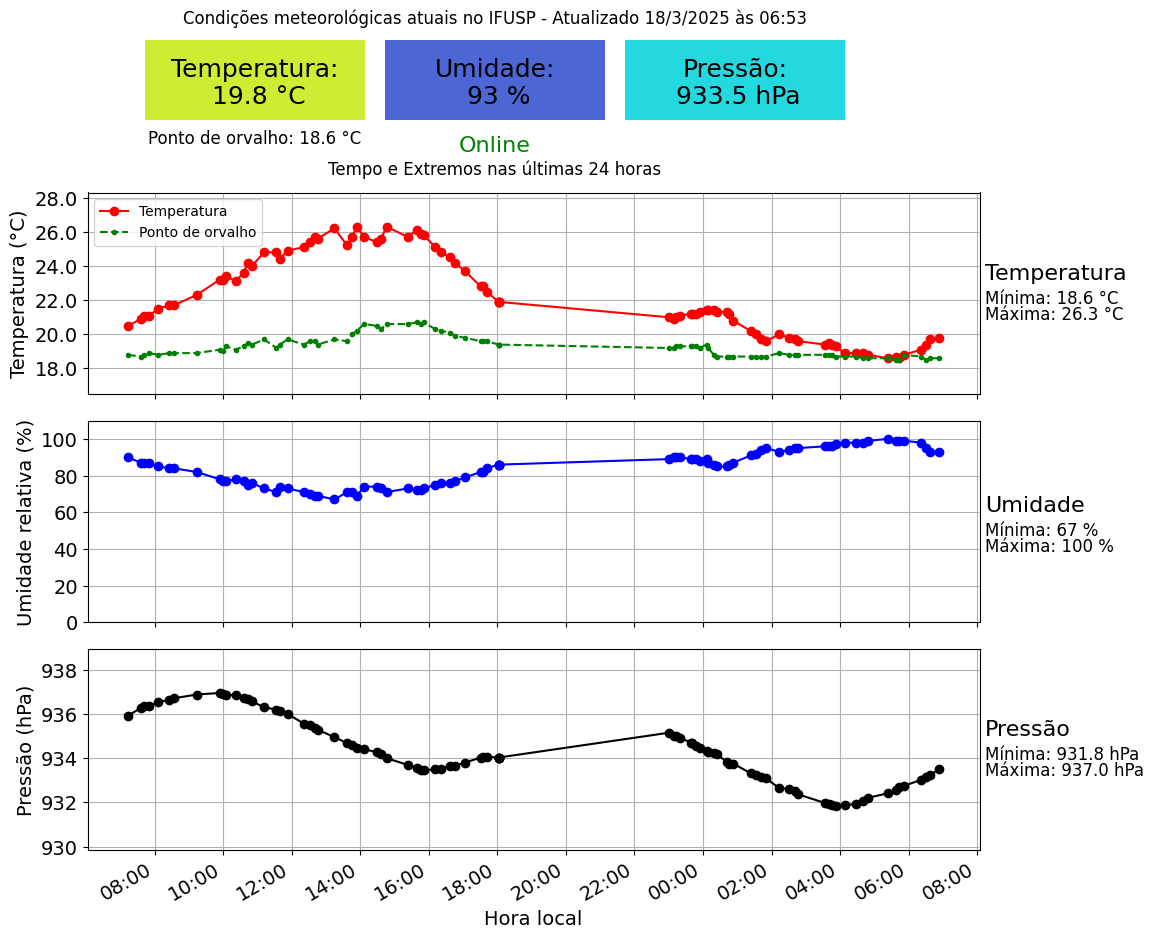 Condições meteorológicas atuais no IFUSP - Atualizado 18/3/2025 às 06:53
Temperatura:
19.8 °C
Umidade:
93 %
Pressão:
933.5 hPa
Ponto de orvalho: 18.6 °C
Online
Tempo e Extremos nas últimas 24 horas
Temperatura (°C)
28.0
26.0
24.0
22.0
20.0
18.0
Temperatura
Ponto de orvalho
Temperatura
Mínima: 18.6 °C
Máxima: 26.3 °C
Umidade relativa (%)
100
80
60
40
20
0
Umidade
Mínima: 67 %
Máxima: 100 %
Pressão (hPa)
938
936
934
932
930
Pressão
Mínima: 931.8 hPa
Máxima: 937.0 hPa
08:00 10:00 12:00 14:00 16:00 18:00 20:00 22:00 00:00 02:00 04:00 06:00 08:00
Hora local